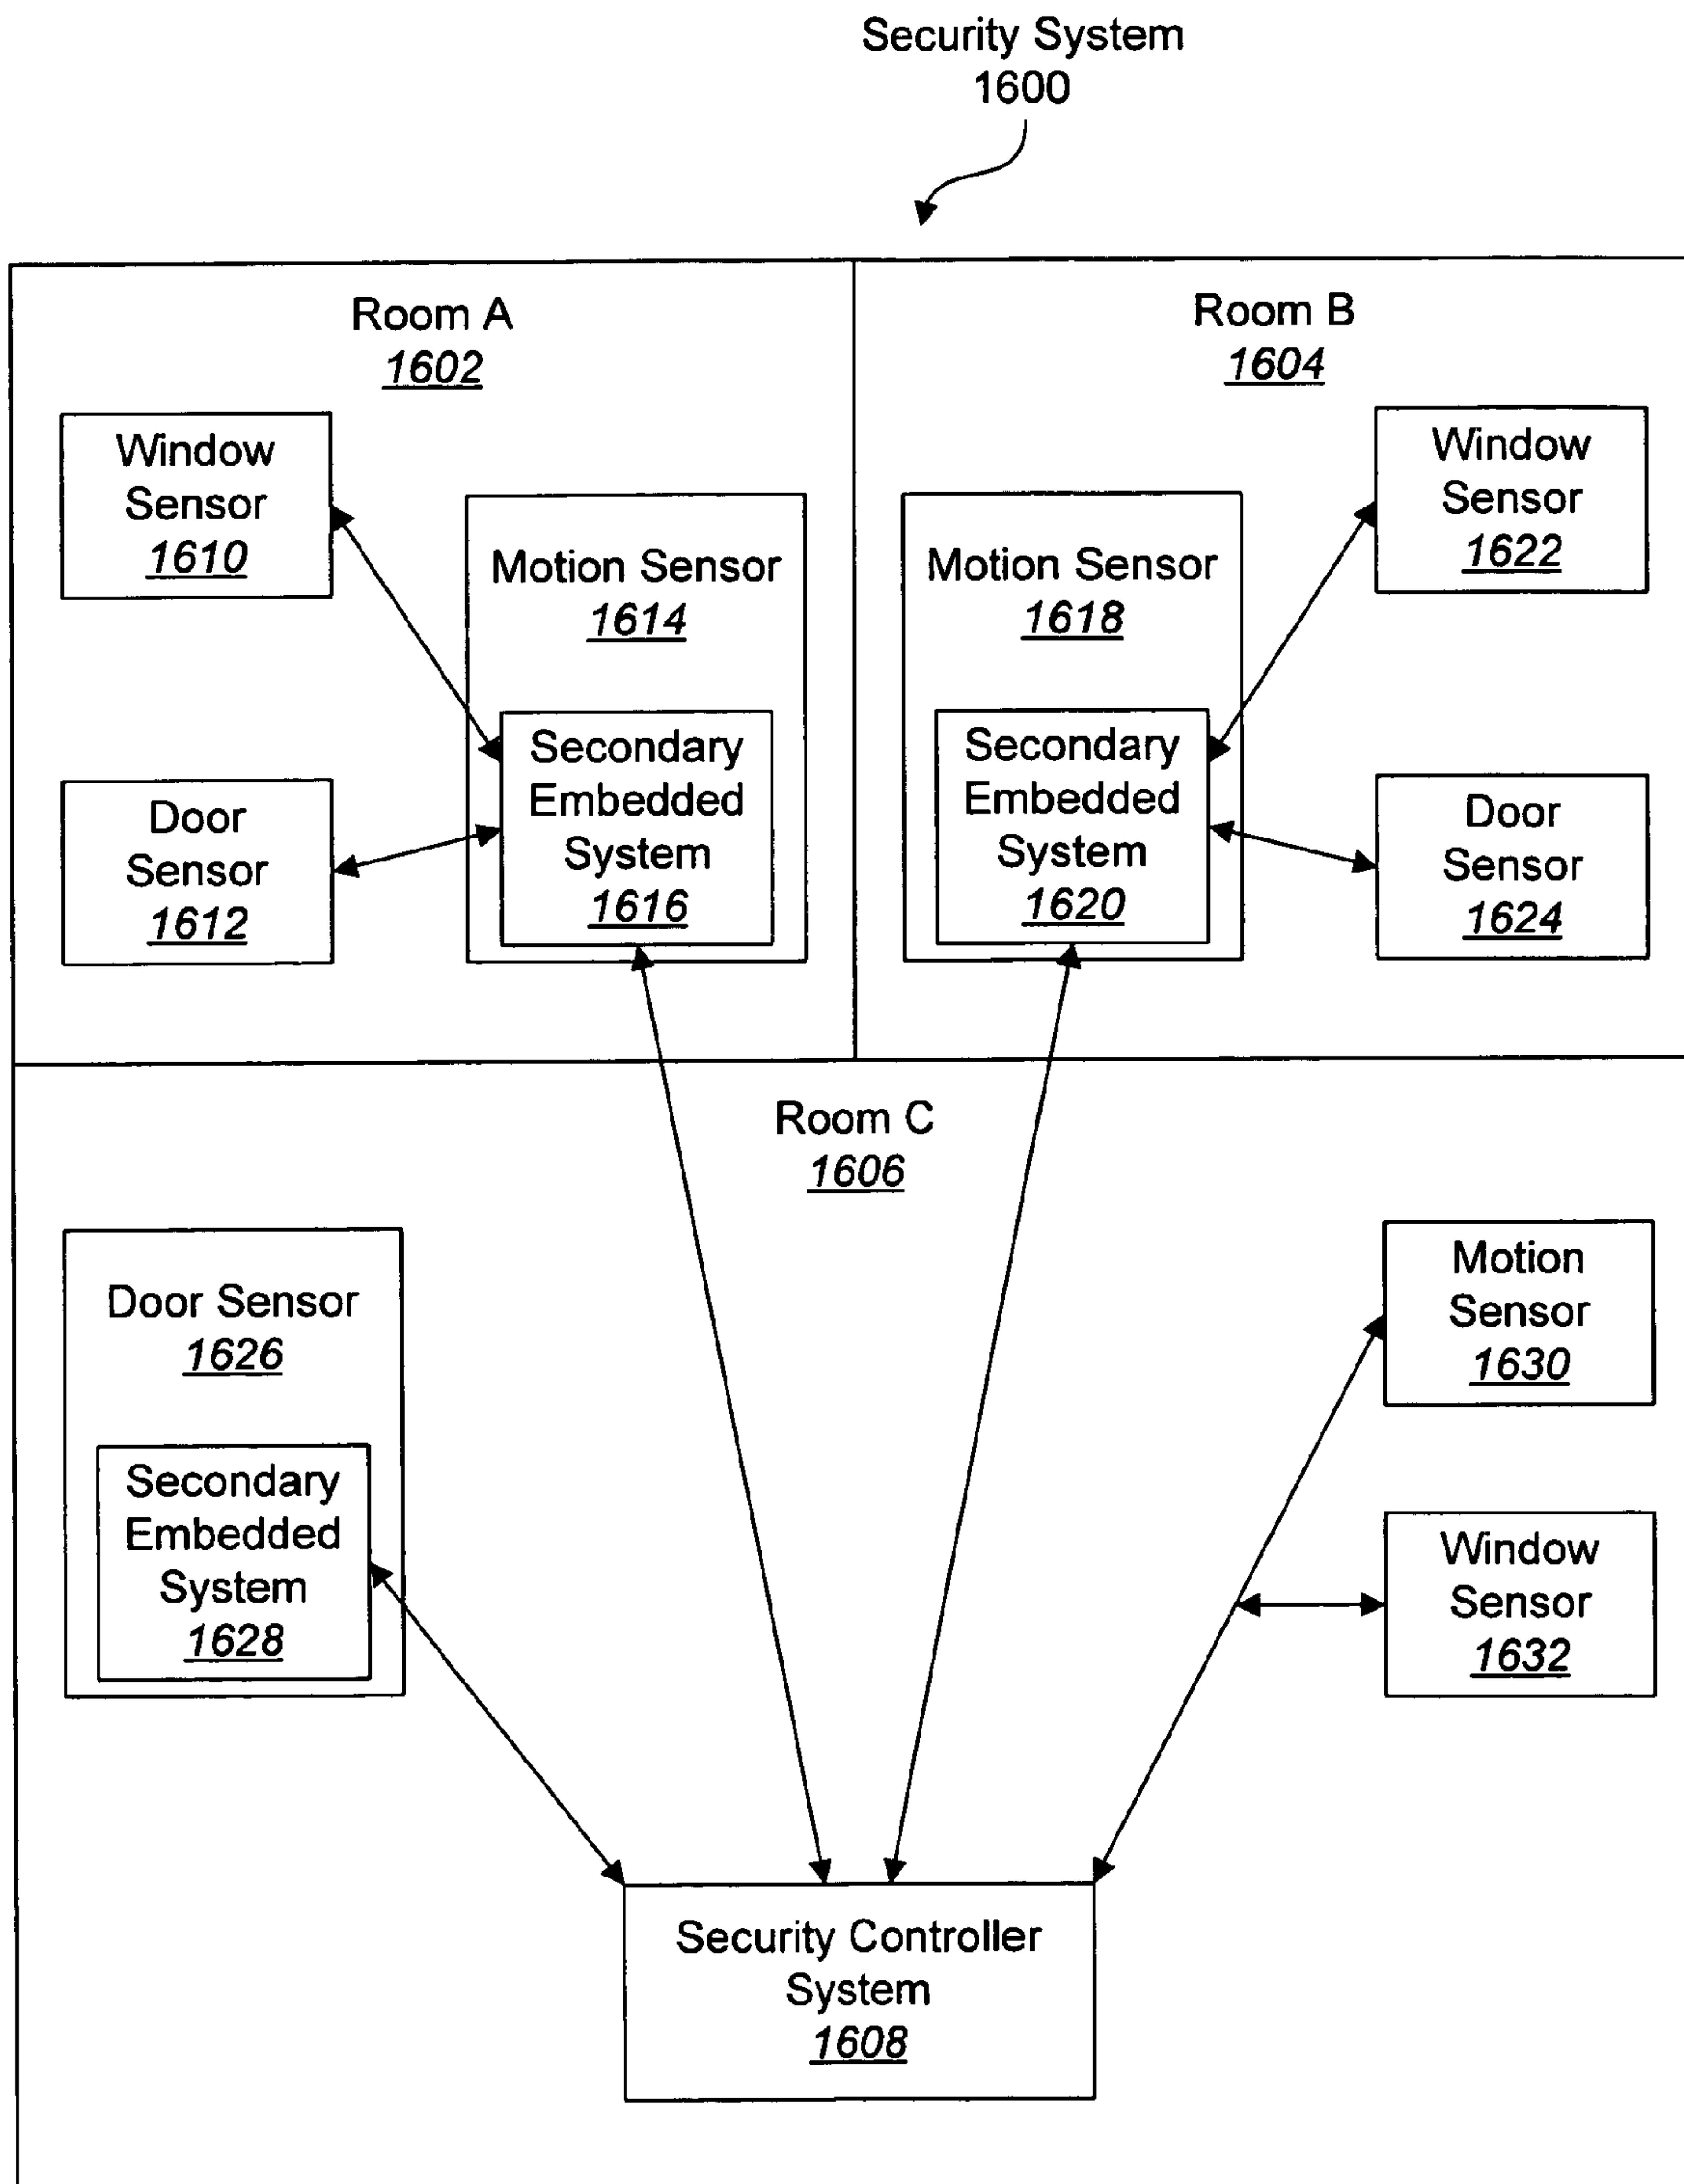 Security System
1600
Room A
1602
Window
Sensor
1610
Motion Sensor
1614
Secondary
Embedded
System
1616
Door
Sensor
1612
Room B
1604
Window
Sensor
1622
Motion Sensor
1618
Secondary
Embedded
System
1620
Door
Sensor
1624
Room C
1606
Door Sensor
1626
Secondary
Embedded
System
1628
Motion
Sensor
1630
Window
Sensor
1632
Security Controller
System
1608